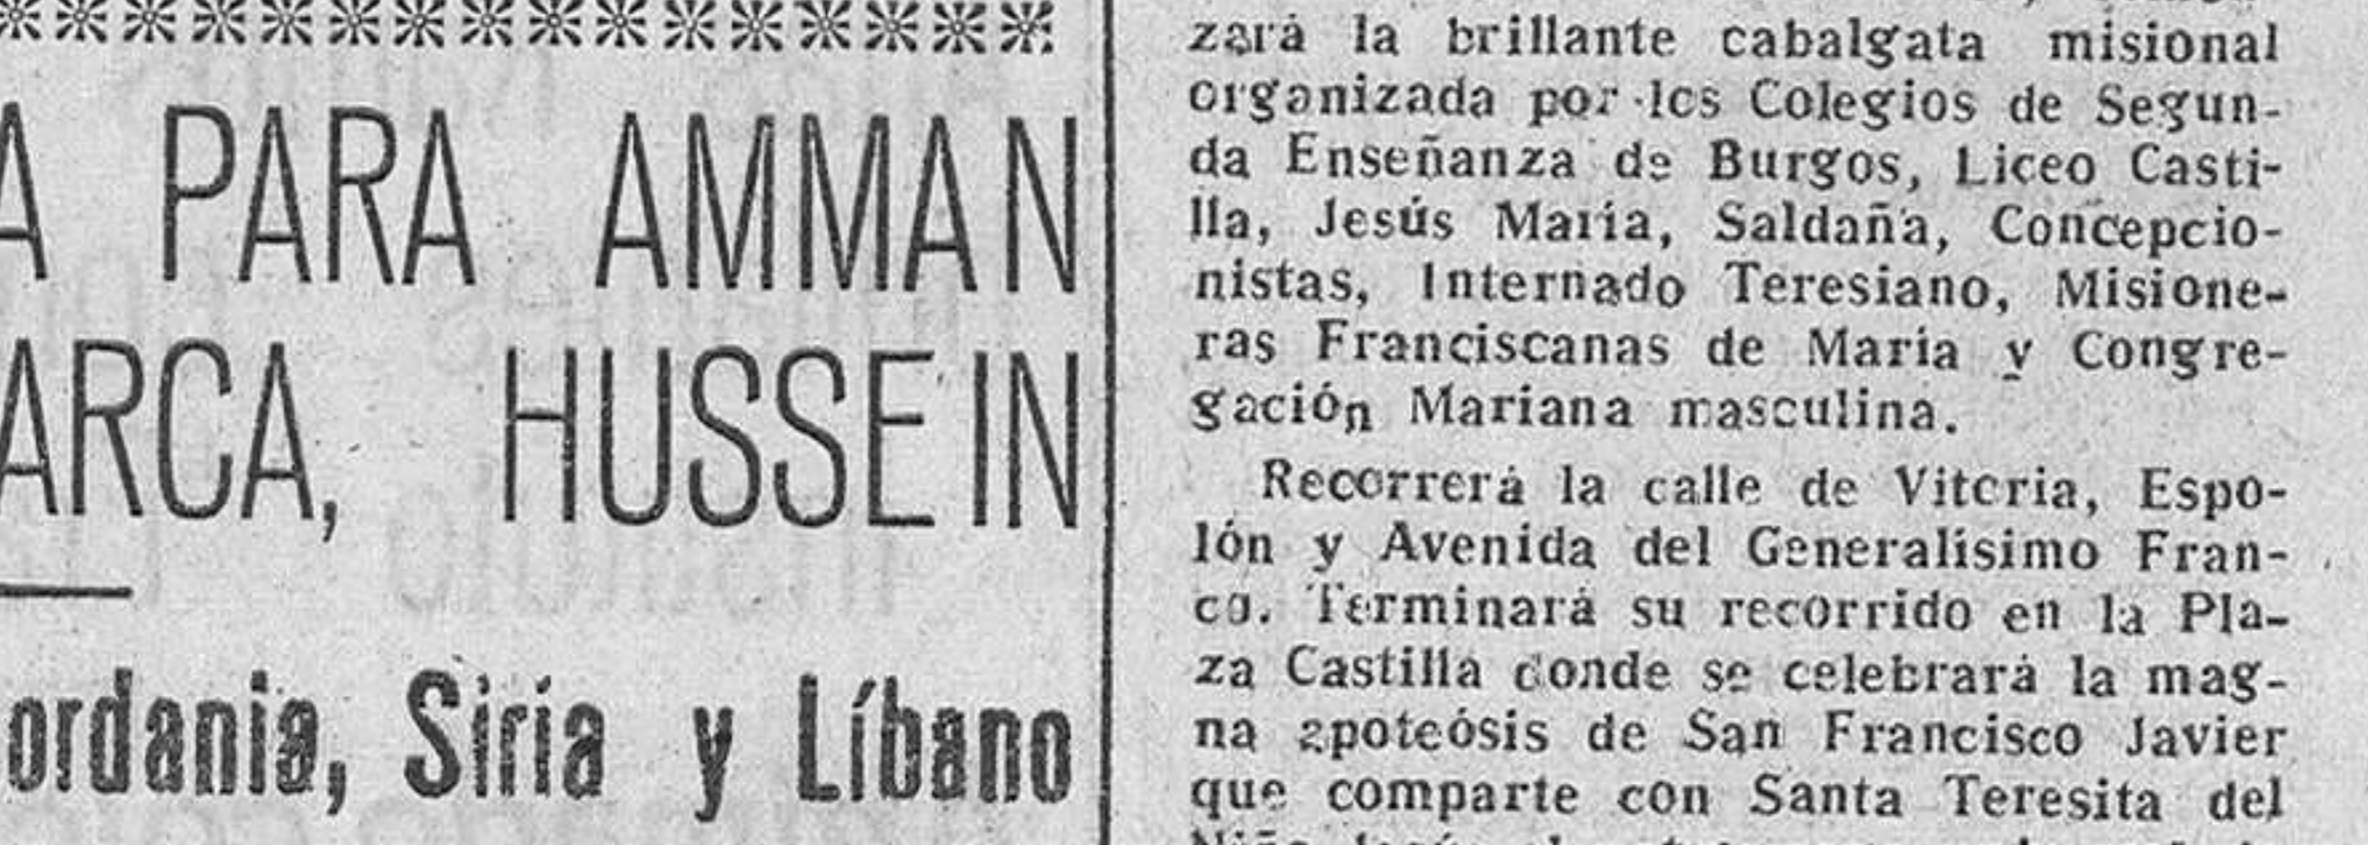 A PARA AMMAN
ARCA, HUSSEIN
ordania, Siria y Líbano
zará la brillante cabalgata misional
organizada por los Colegios de Segun-
da Enseñanza de Burgos, Liceo Casti-
lla, Jesús María, Saldaña, Concepcio-
nistas, Internado Teresiano, Misione-
ras Franciscanas de María y Congre-
gación Mariana masculina.
Recorrerá la calle de Vitoria, Espo-
lón y Avenida del Generalísimo Fran-
co. Terminará su recorrido en la Pla-
za Castilla donde se celebrará la mag-
na apoteósis de San Francisco Javier
que comparte con Santa Teresita del